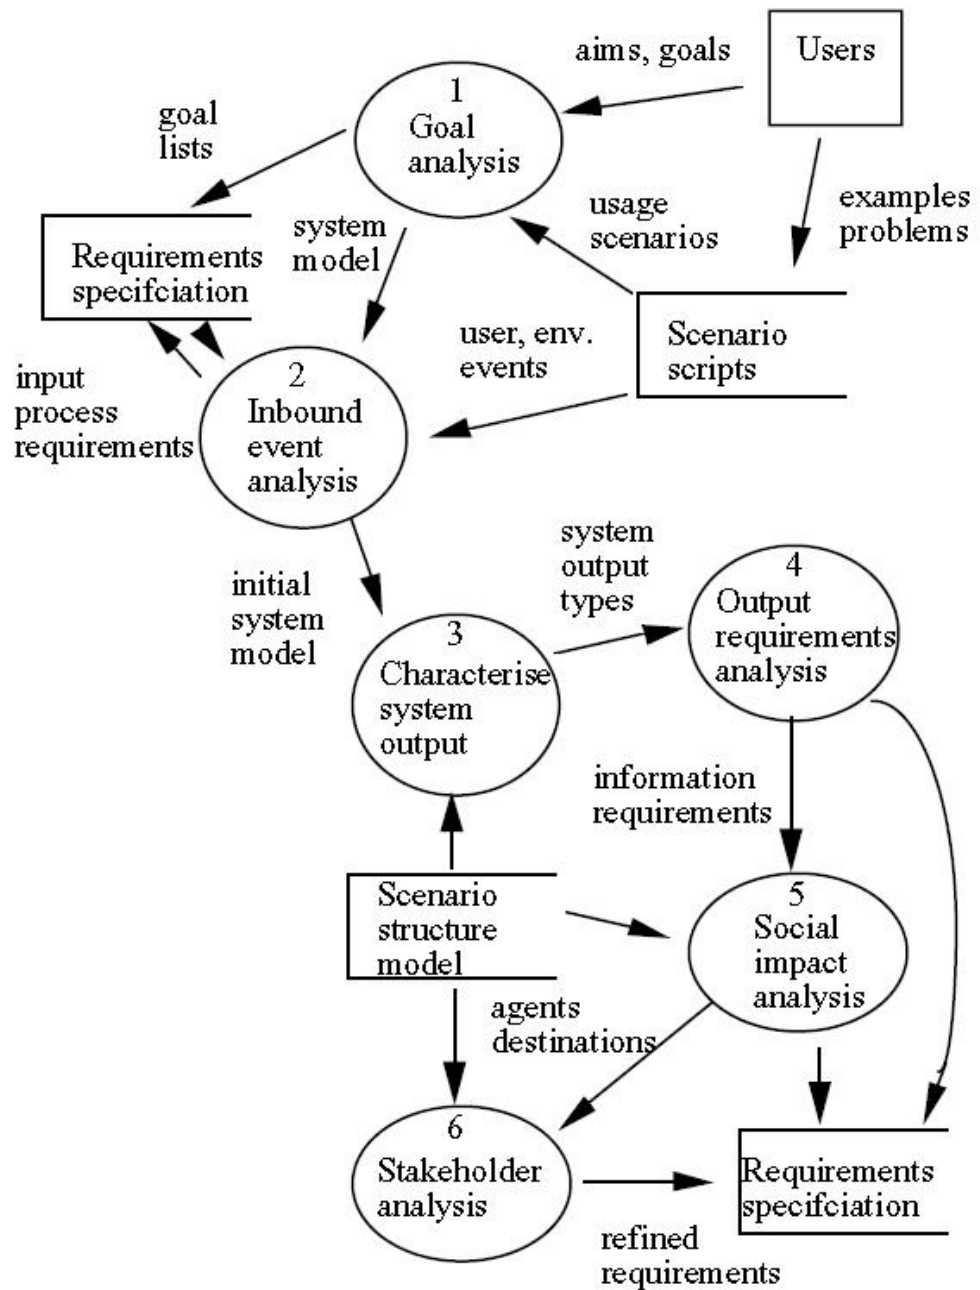 aims, goals
Users
1
Goal
analysis
goal
lists
examples
problems
usage
scenarios
system
model
Requirements
specifciation
user, env.
events
Scenario
scripts
input
process
requirements
2
Inbound
event
analysis
system
output
types
4
Output
requirements
analysis
initial
system
model
3
Characterise
system
output
information
requirements
Scenario
structure
model
5
Social
impact
analysis
agents
destinations
6
Stakeholder
analysis
Requirements
specifciation
refined
requirements